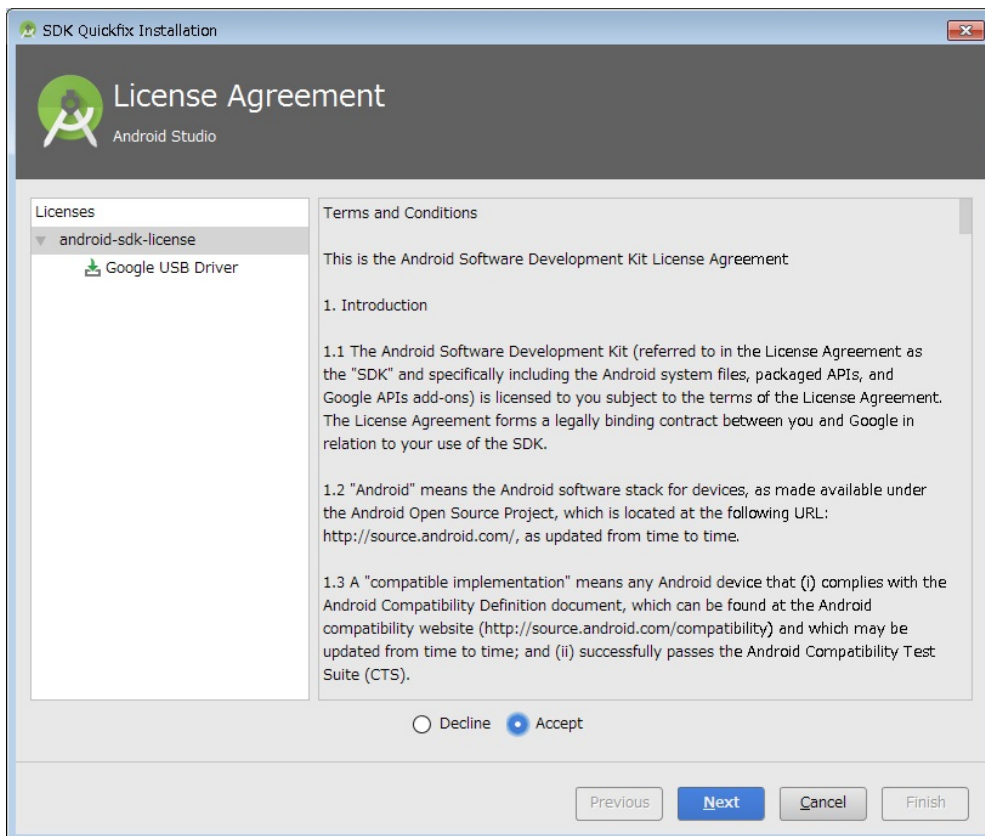 SDK Quickfix Installation
License Agreement
Android Studio
Licenses
android-sdk-license
Google USB Driver
Terms and Conditions
This is the Android Software Development Kit License Agreement
1. Introduction
1.1 The Android Software Development Kit (referred to in the License Agreement as
the "SDK" and specifically including the Android system files, packaged APIs, and
Google APIs add-ons) is licensed to you subject to the terms of the License Agreement.
The License Agreement forms a legally binding contract between you and Google in
relation to your use of the SDK.
1.2 "Android" means the Android software stack for devices, as made available under
the Android Open Source Project, which is located at the following URL:
http://source.android.com/, as updated from time to time.
1.3 A "compatible implementation" means any Android device that (i) complies with the
Android Compatibility Definition document, which can be found at the Android
compatibility website (http://source.android.com/compatibility) and which may be
updated from time to time; and (ii) successfully passes the Android Compatibility Test
Suite (CTS).
Decline Accept
Previous Next Cancel Finish